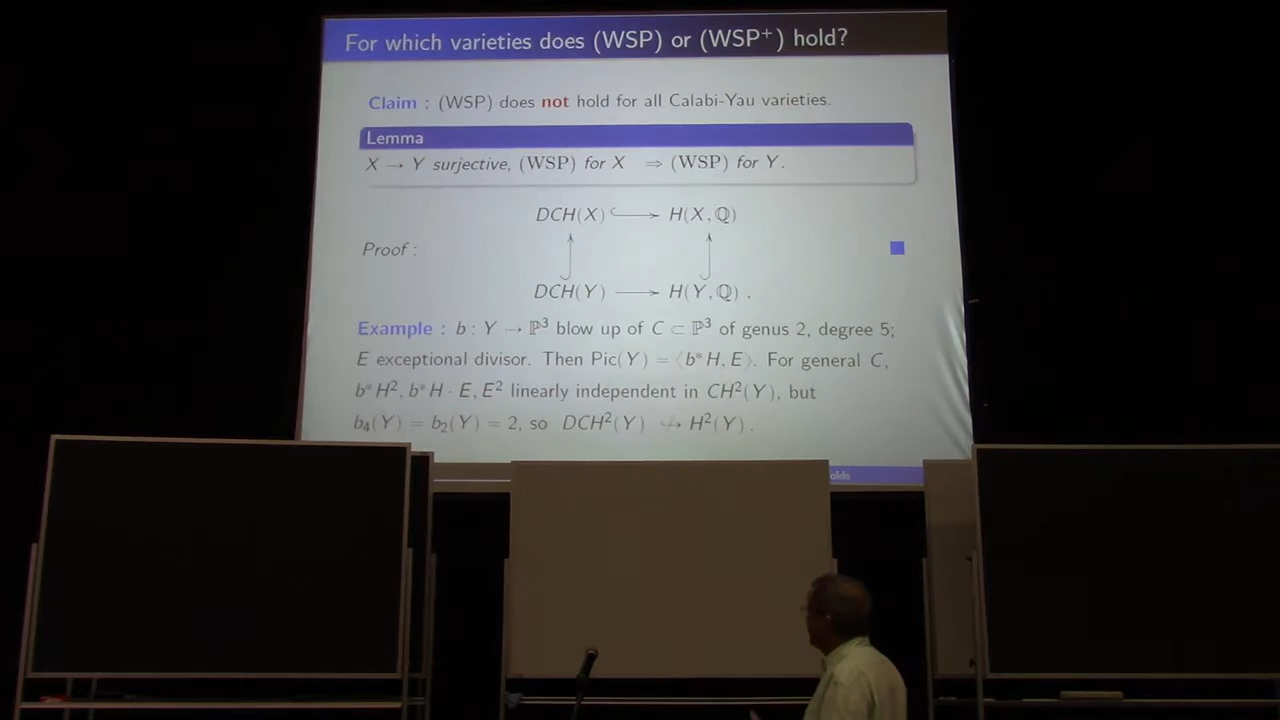 For which varieties does (WSP) or (WSP⁺) hold?
Claim : (WSP) does not hold for all Calabi-Yau varieties.
Lemma
X → Y surjective, (WSP) for X ⇒ (WSP) for Y.
DCH(X) ↪ H(X, ℚ)
Proof :
DCH(Y) ⟶ H(Y, ℚ) .
Example : b : Y → ℙ³ blow up of C ⊂ ℙ³ of genus 2, degree 5;
E exceptional divisor. Then Pic(Y) = ⟨b*H, E⟩. For general C,
b*H², b*H · E, E² linearly independent in CH²(Y), but
b₄(Y) = b₂(Y) = 2, so DCH²(Y) ↪̸ H²(Y) .
olds